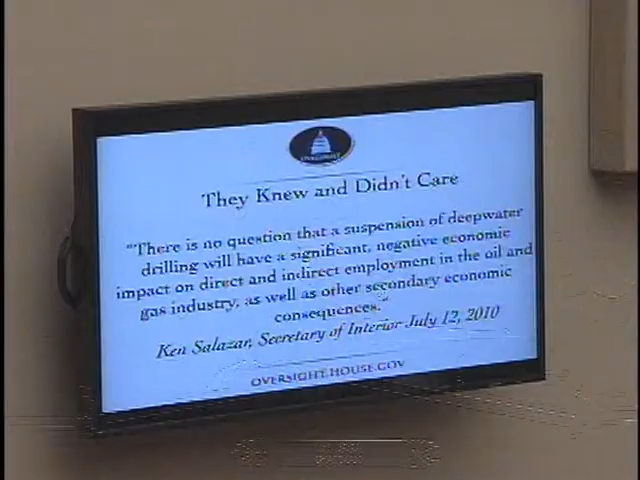 They Knew and Didn't Care
"There is no question that a suspension of deepwater
drilling will have a significant, negative economic
impact on direct and indirect employment in the oil and
gas industry, as well as other secondary economic
consequences."
Ken Salazar, Secretary of Interior July 12, 2010
OVERSIGHT.HOUSE.GOV